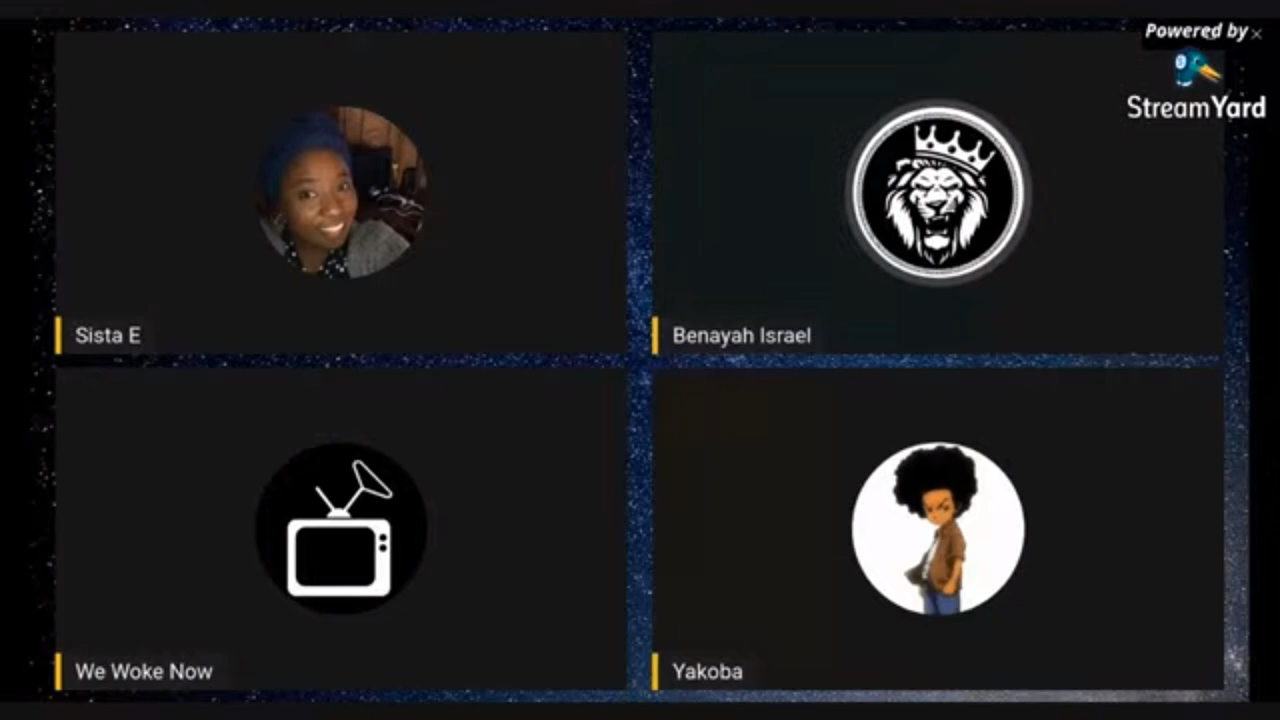 Powered by
StreamYard
Sista E
Benayah Israel
We Woke Now
Yakoba